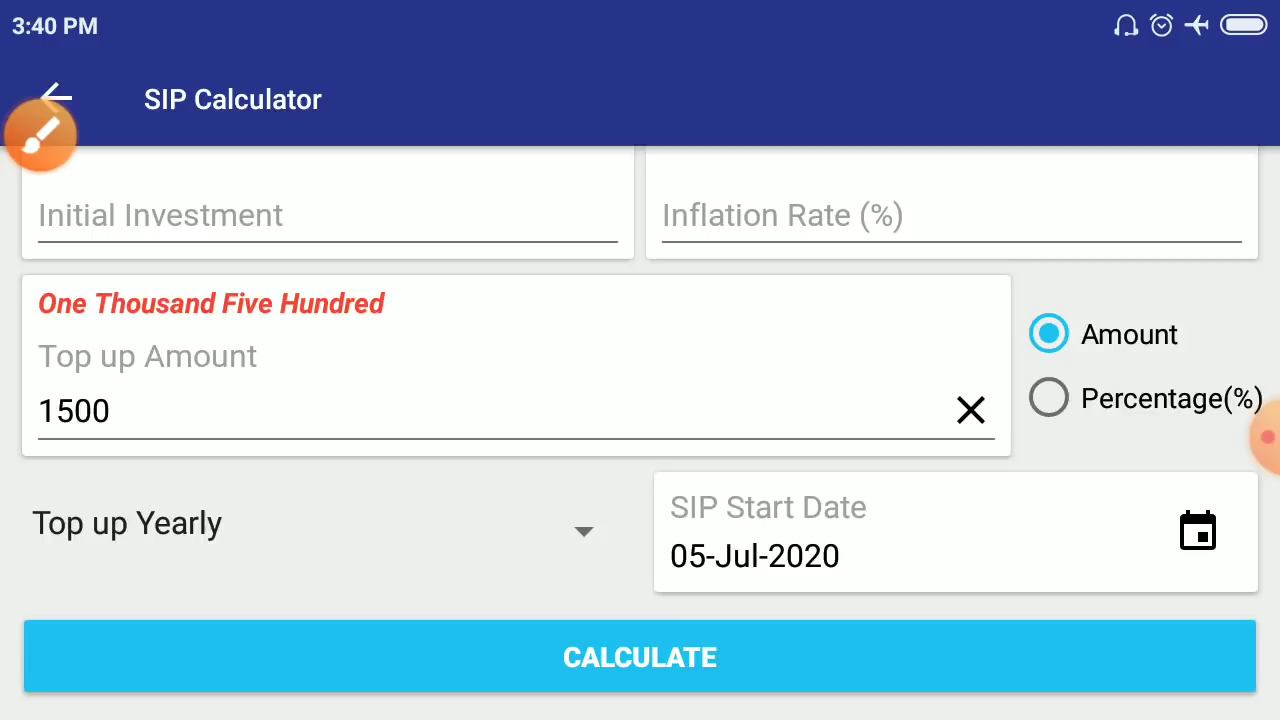 3:40 PM
SIP Calculator
Initial Investment
Inflation Rate (%)
One Thousand Five Hundred
Top up Amount
1500
Amount
Percentage(%)
Top up Yearly
SIP Start Date
05-Jul-2020
CALCULATE